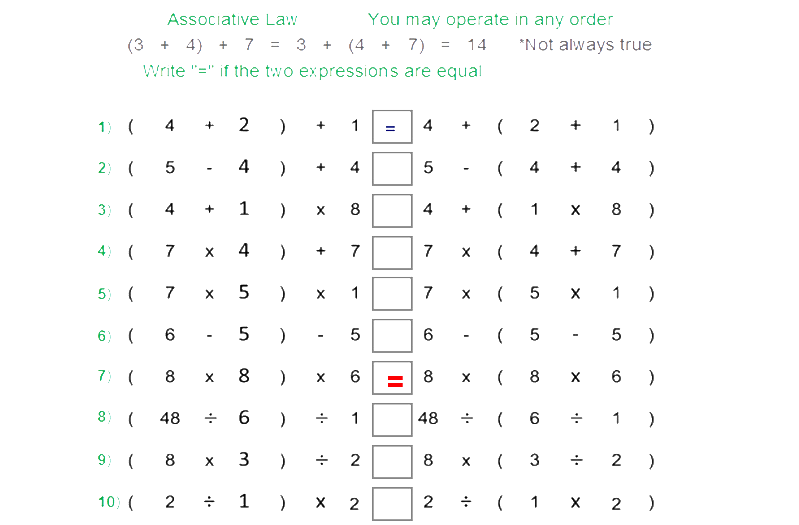 Associative Law You may operate in any order
(3 + 4) + 7 = 3 + (4 + 7) = 14 *Not always true
Write "=" if the two expressions are equal
1) ( 4 + 2 ) + 1 = 4 + ( 2 + 1 )
2) ( 5 - 4 ) + 4 5 - ( 4 + 4 )
3) ( 4 + 1 ) x 8 4 + ( 1 x 8 )
4) ( 7 x 4 ) + 7 7 x ( 4 + 7 )
5) ( 7 x 5 ) x 1 7 x ( 5 x 1 )
6) ( 6 - 5 ) - 5 6 - ( 5 - 5 )
7) ( 8 x 8 ) x 6 = 8 x ( 8 x 6 )
8) ( 48 ÷ 6 ) ÷ 1 48 ÷ ( 6 ÷ 1 )
9) ( 8 x 3 ) ÷ 2 8 x ( 3 ÷ 2 )
10) ( 2 ÷ 1 ) x 2 2 ÷ ( 1 x 2 )